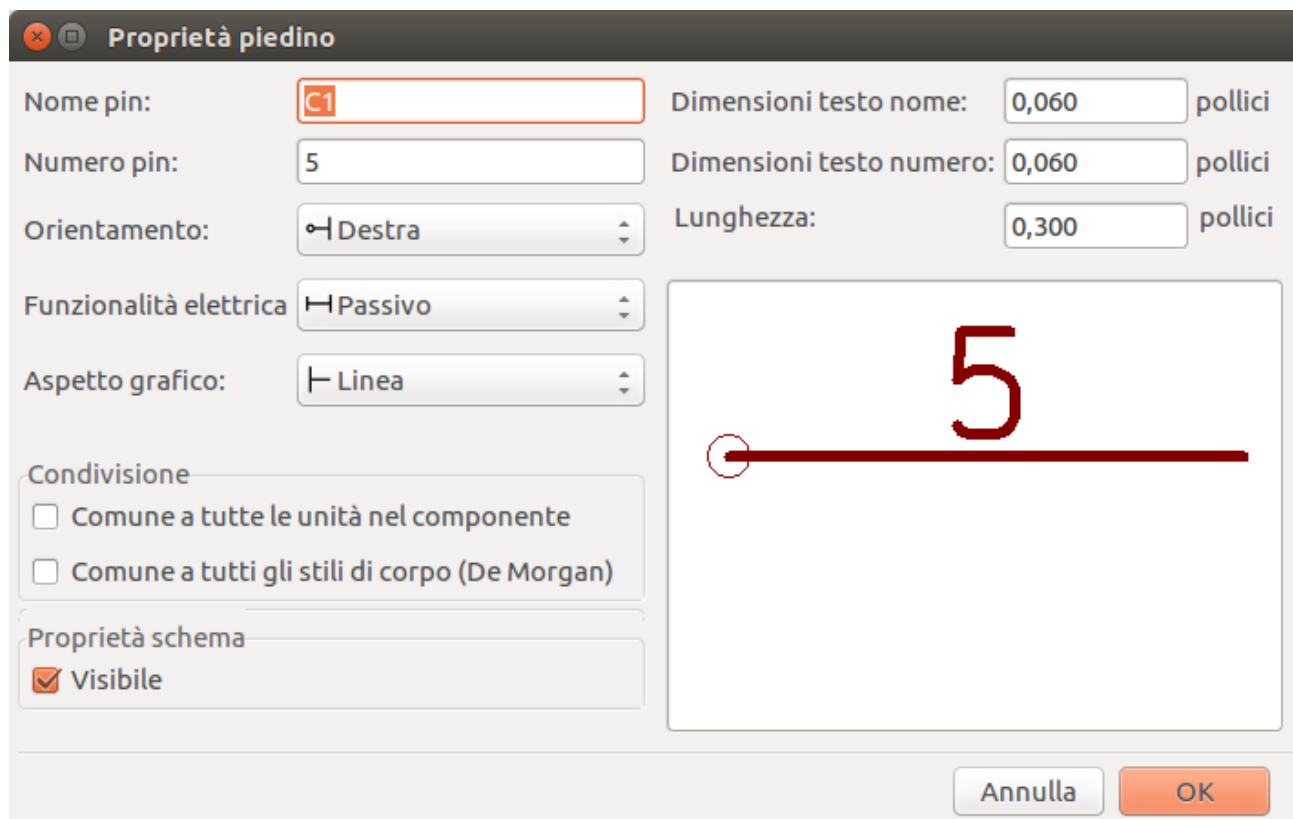 Proprietà piedino
Nome pin: C1
Dimensioni testo nome: 0,060 pollici
Numero pin: 5
Dimensioni testo numero: 0,060 pollici
Orientamento: Destra
Lunghezza: 0,300 pollici
Funzionalità elettrica Passivo
Aspetto grafico: Linea
5
Condivisione
Comune a tutte le unità nel componente
Comune a tutti gli stili di corpo (De Morgan)
Proprietà schema
Visibile
Annulla OK